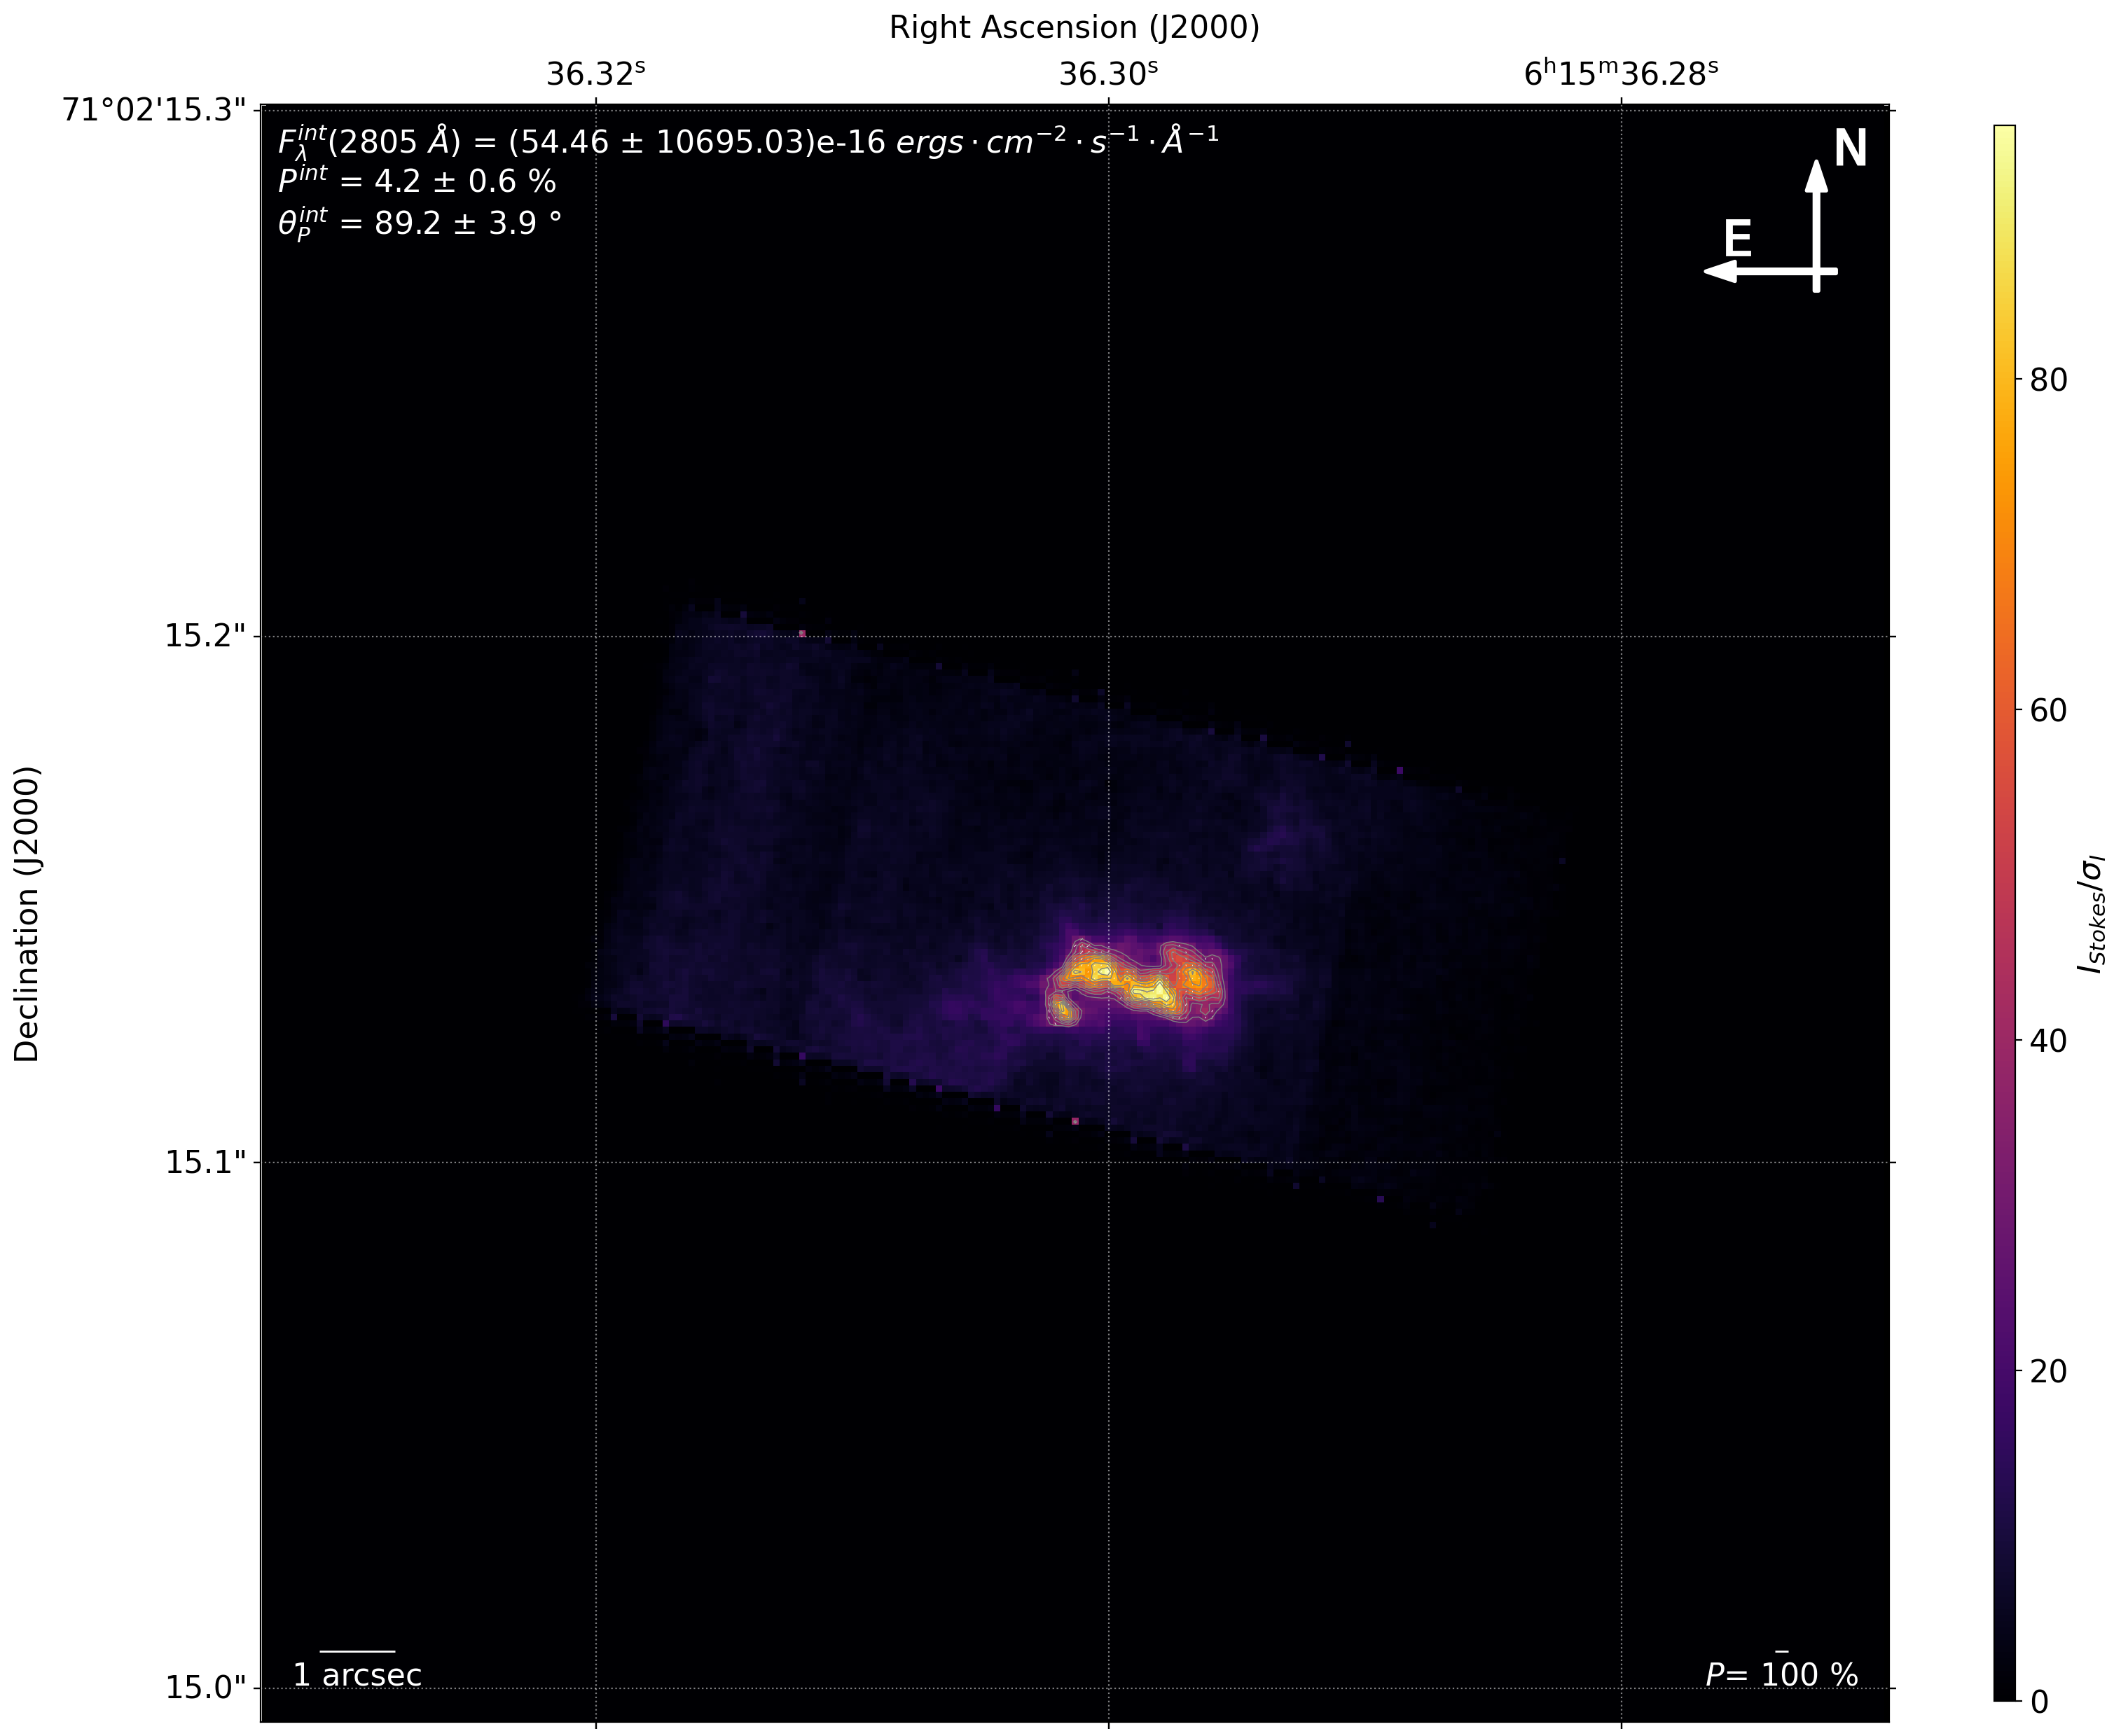 Right Ascension (J2000)
36.32ˢ 36.30ˢ 6ʰ15ᵐ36.28ˢ
71°02'15.3"
F_λ^int(2805 Å) = (54.46 ± 10695.03)e-16 ergs · cm⁻² · s⁻¹ · Å⁻¹
P^int = 4.2 ± 0.6 %
θ_P^int = 89.2 ± 3.9 °
N
E
80
15.2"
60
Declination (J2000)
I_Stokes/σ_I
40
15.1"
20
1 arcsec
P= 100 %
15.0"
0